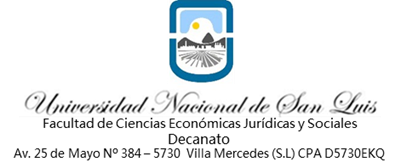 Universidad Nacional de San Luis
Facultad de Ciencias Económicas Jurídicas y Sociales
Decanato
Av. 25 de Mayo Nº 384 – 5730 Villa Mercedes (S.L) CPA D5730EKQ